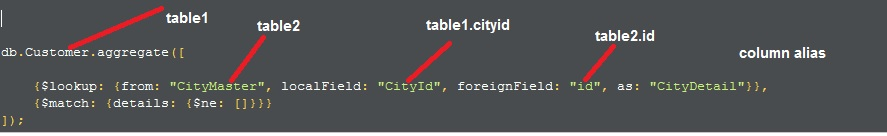 table1
table2
table1.cityid
table2.id
column alias
db.Customer.aggregate([
{$lookup: {from: "CityMaster", localField: "CityId", foreignField: "id", as: "CityDetail"}},
{$match: {details: {$ne: []}}}
]);